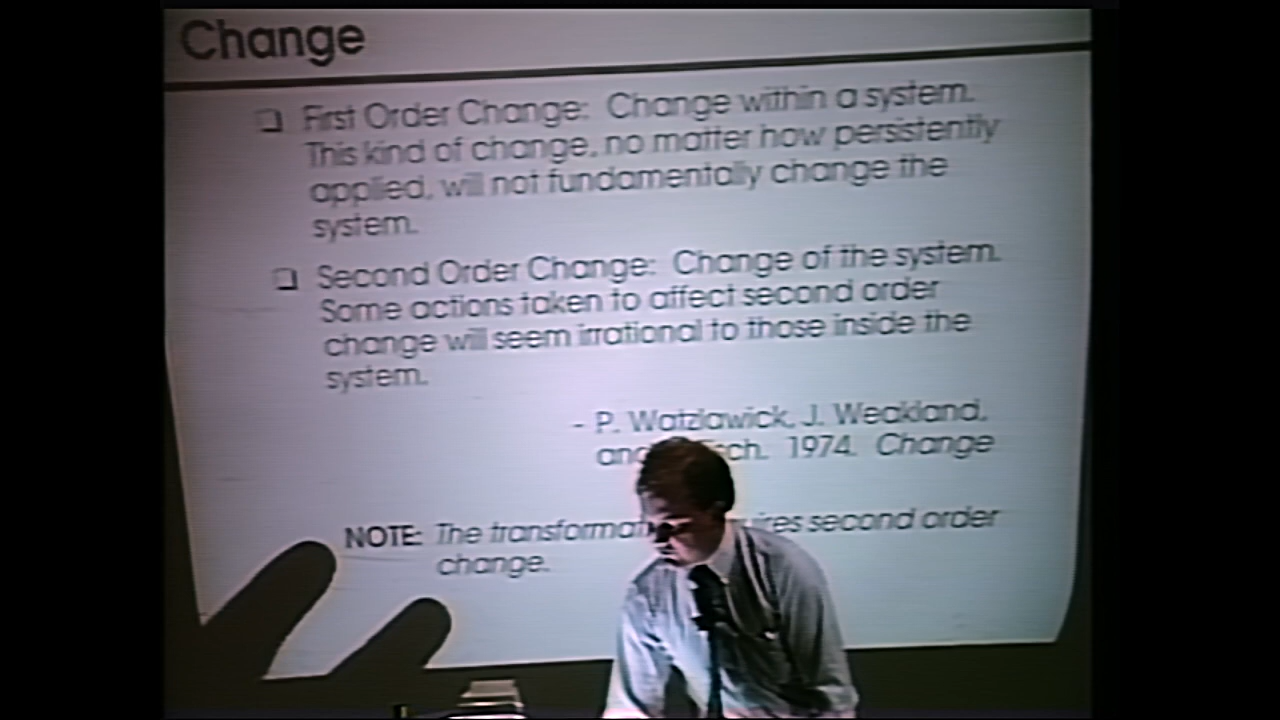 Change
❏ First Order Change: Change within a system.
This kind of change, no matter how persistently
applied, will not fundamentally change the
system.
❏ Second Order Change: Change of the system.
Some actions taken to affect second order
change will seem irrational to those inside the
system.
- P. Watzlawick, J. Weakland,
1974. Change
NOTE: The second order
change.